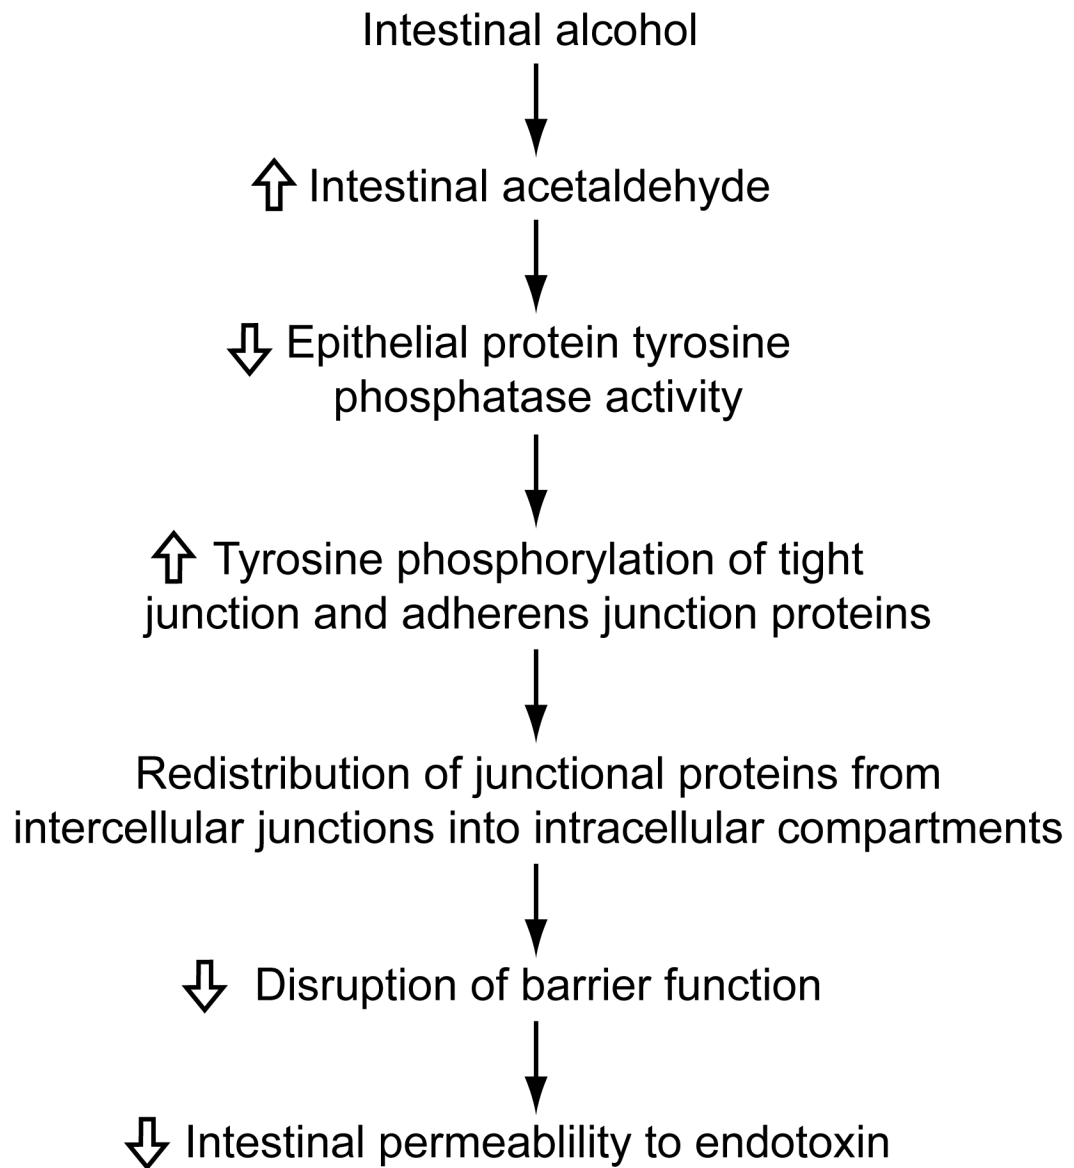 Intestinal alcohol
Intestinal acetaldehyde
Epithelial protein tyrosine
phosphatase activity
Tyrosine phosphorylation of tight
junction and adherens junction proteins
Redistribution of junctional proteins from
intercellular junctions into intracellular compartments
Disruption of barrier function
Intestinal permeablility to endotoxin